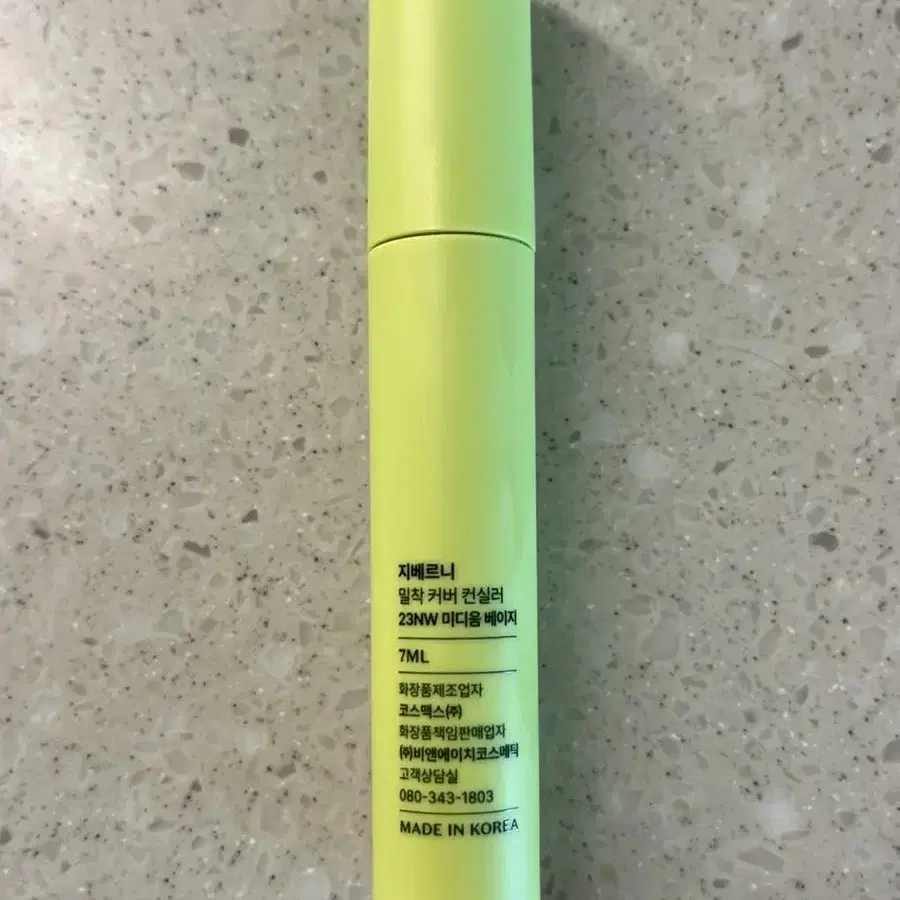 지베르니
밀착 커버 컨실러
23NW 미디움 베이지
7ML
화장품제조업자
코스맥스(주)
화장품책임판매업자
(주)비앤에이치코스메틱
고객상담실
080-343-1803
MADE IN KOREA